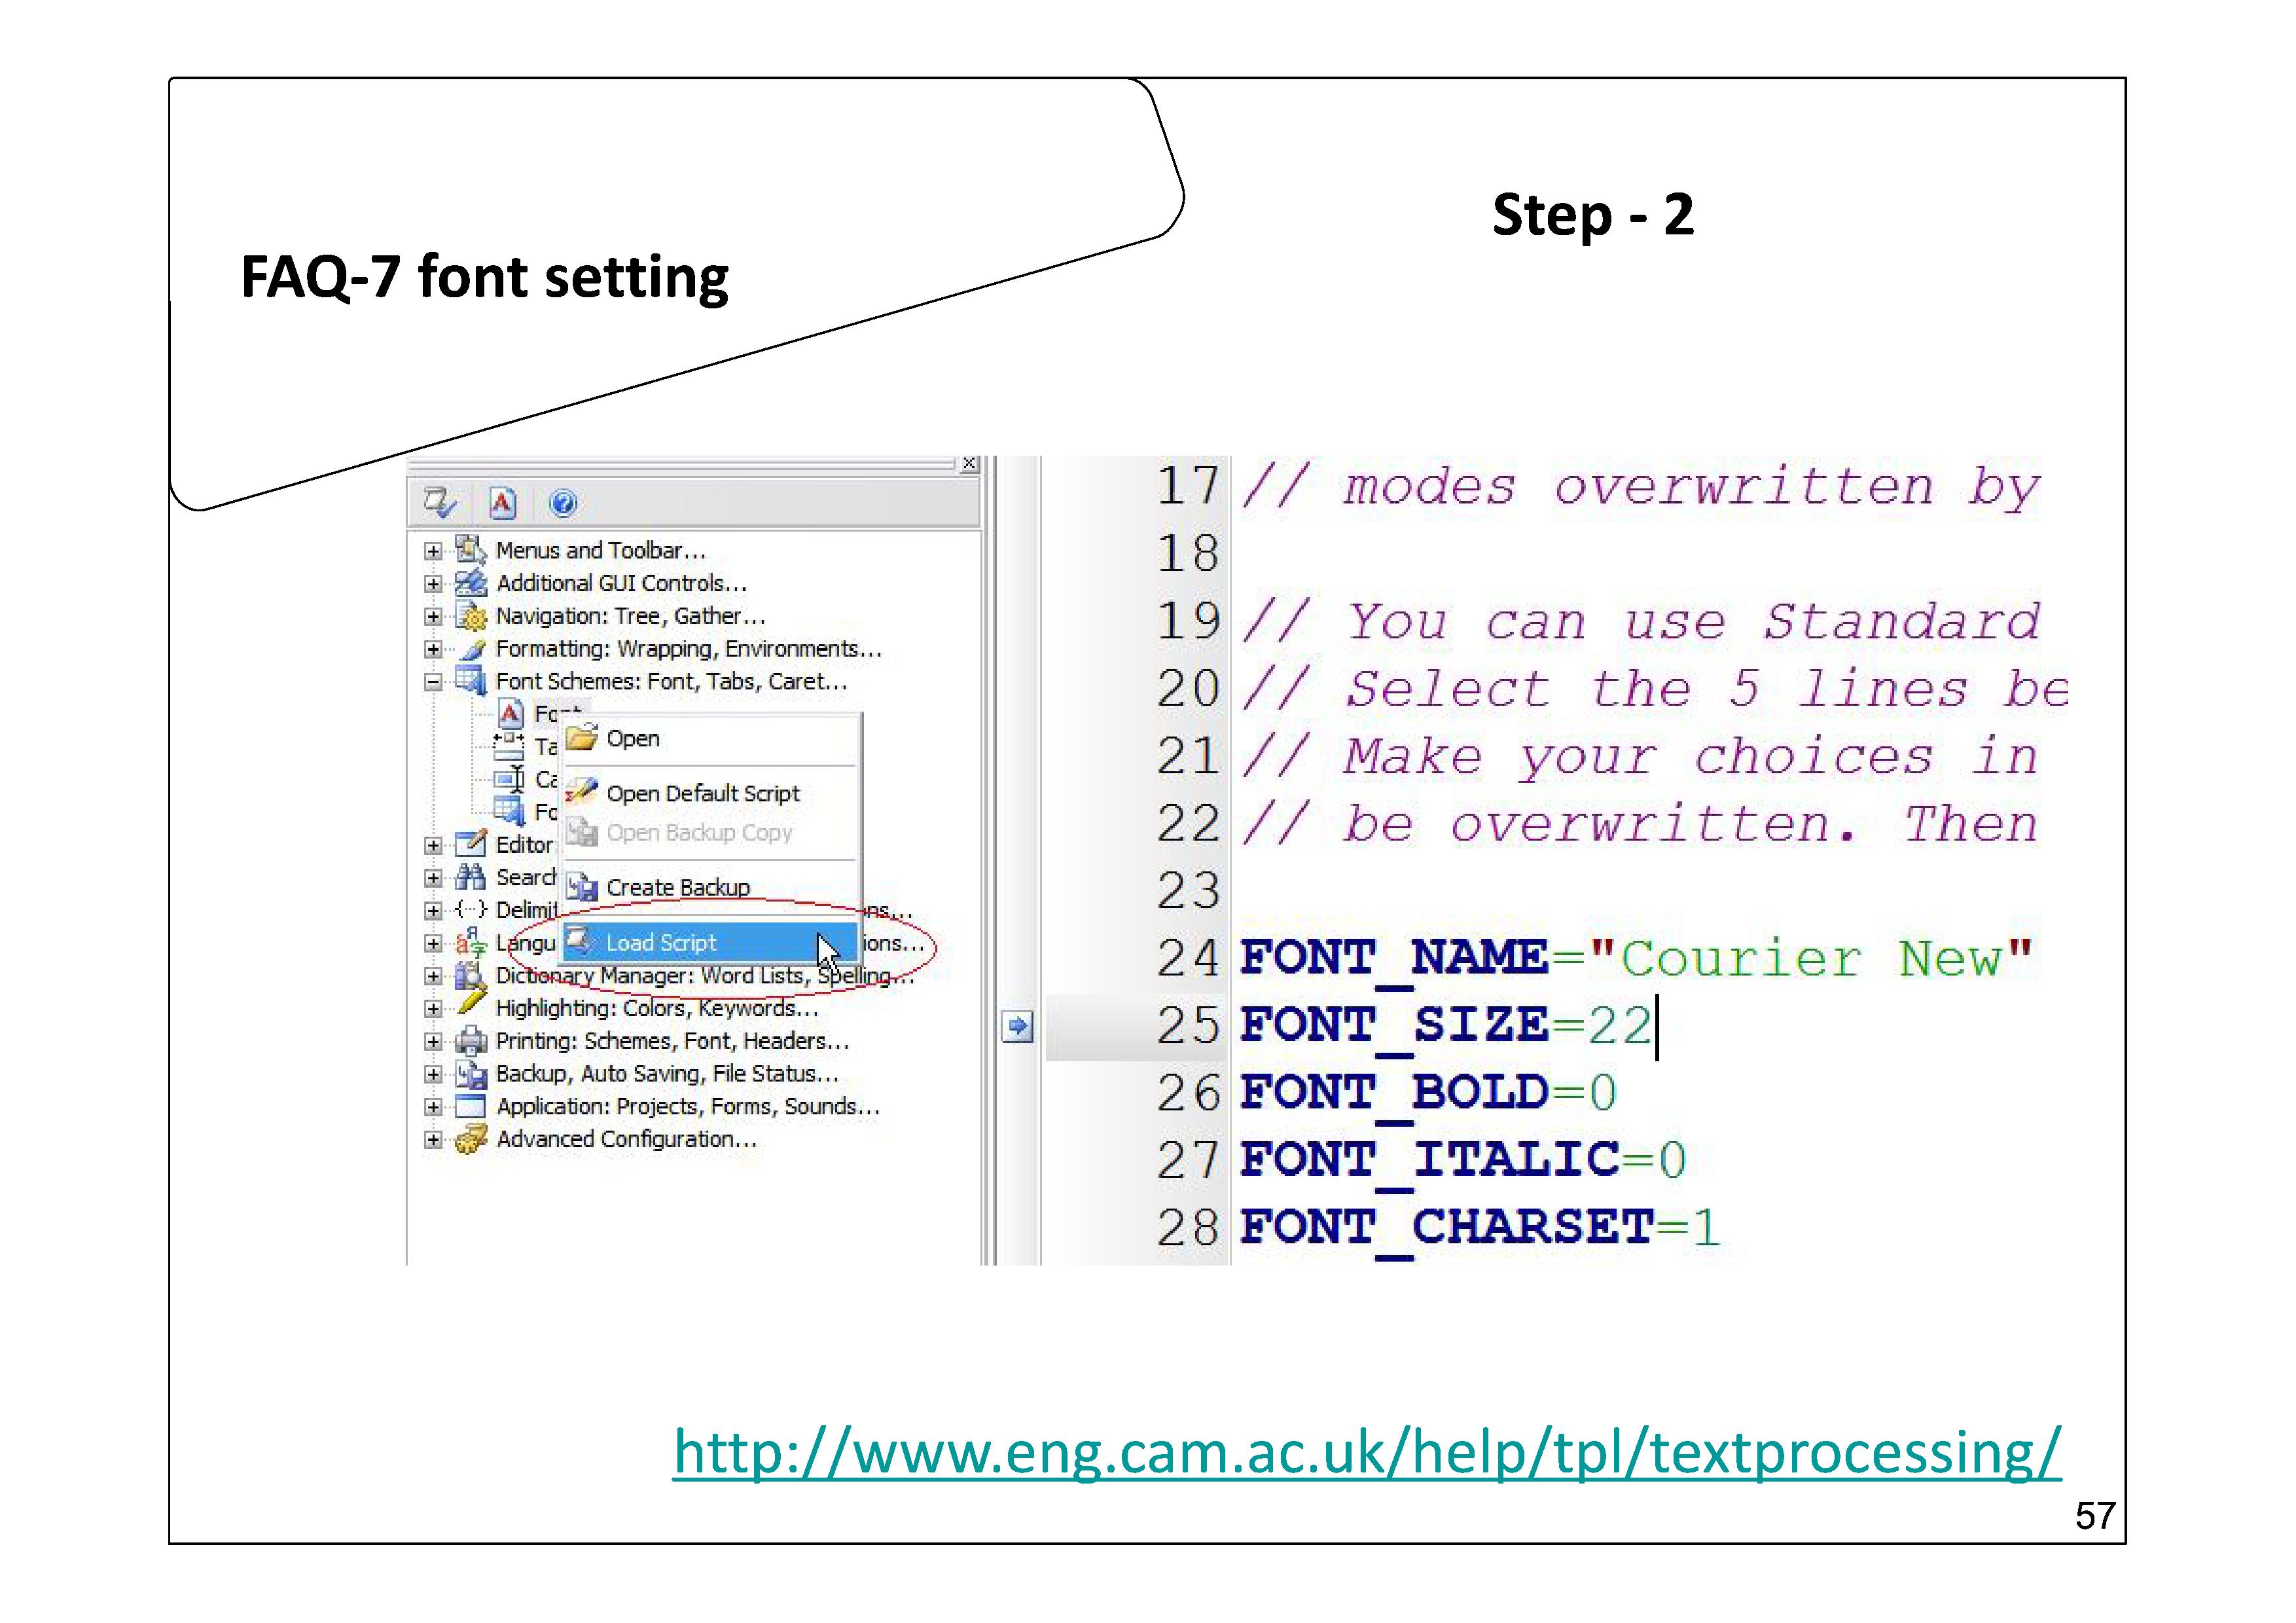 Step - 2
FAQ-7 font setting
Menus and Toolbar...
Additional GUI Controls...
Navigation: Tree, Gather...
Formatting: Wrapping, Environments...
Font Schemes: Font, Tabs, Caret...
Font
Open
Ta
Ca
Open Default Script
Fo
Open Backup Copy
Editor
Search
Create Backup
Delimit ns...
Langu Load Script ions...
Dictionary Manager: Word Lists, Spelling...
Highlighting: Colors, Keywords...
Printing: Schemes, Font, Headers...
Backup, Auto Saving, File Status...
Application: Projects, Forms, Sounds...
Advanced Configuration...
17 // modes overwritten by
18
19 // You can use Standard
20 // Select the 5 lines be
21 // Make your choices in
22 // be overwritten. Then
23
24 FONT_NAME="Courier New"
25 FONT_SIZE=22
26 FONT_BOLD=0
27 FONT_ITALIC=0
28 FONT_CHARSET=1
http://www.eng.cam.ac.uk/help/tpl/textprocessing/
57